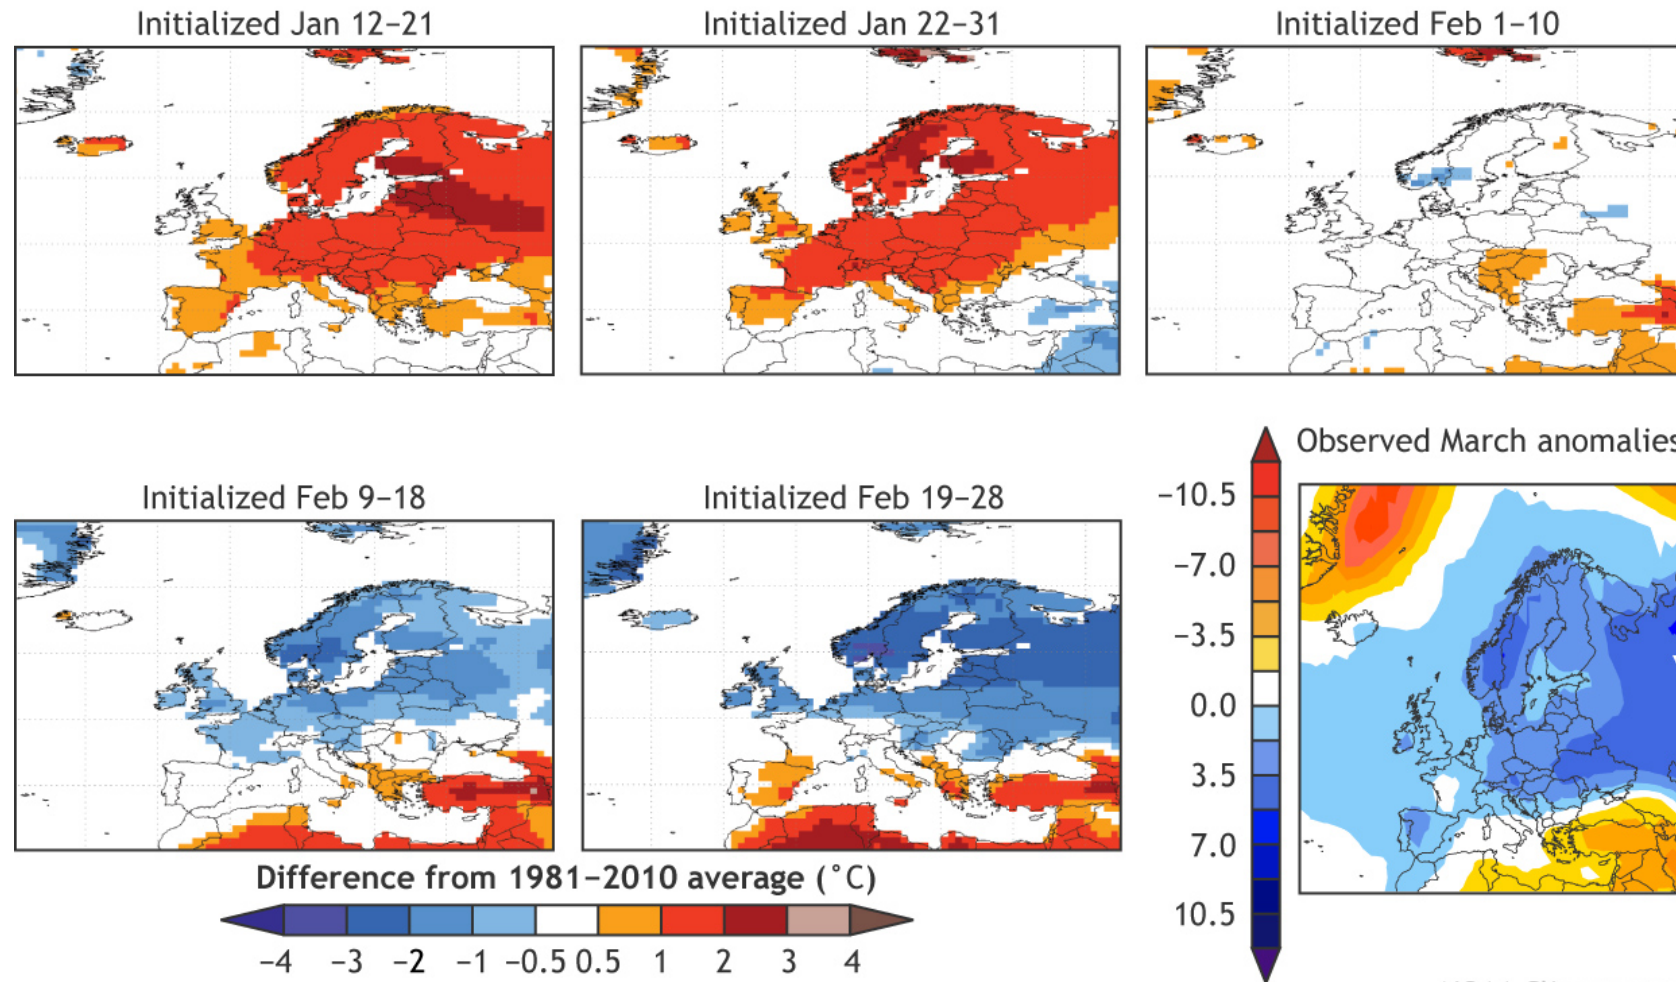 Initialized Jan 12–21
Initialized Jan 22–31
Initialized Feb 1–10
Observed March anomalies
Initialized Feb 9–18
Initialized Feb 19–28
−10.5
−7.0
−3.5
0.0
3.5
7.0
10.5
Difference from 1981–2010 average (°C)
−4 −3 −2 −1 −0.5 0.5 1 2 3 4